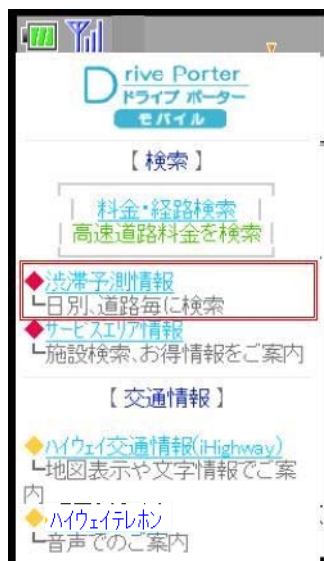 Drive Porter
ドライブ ポーター
モバイル
【検索】
料金・経路検索
高速道路料金を検索
◆渋滞予測情報
┗日別、道路毎に検索
◆サービスエリア情報
┗施設検索、お得情報をご案内
【交通情報】
◆ハイウェイ交通情報(iHighway)
┗地図表示や文字情報でご案
内
◆ハイウェイテレホン
┗音声でのご案内